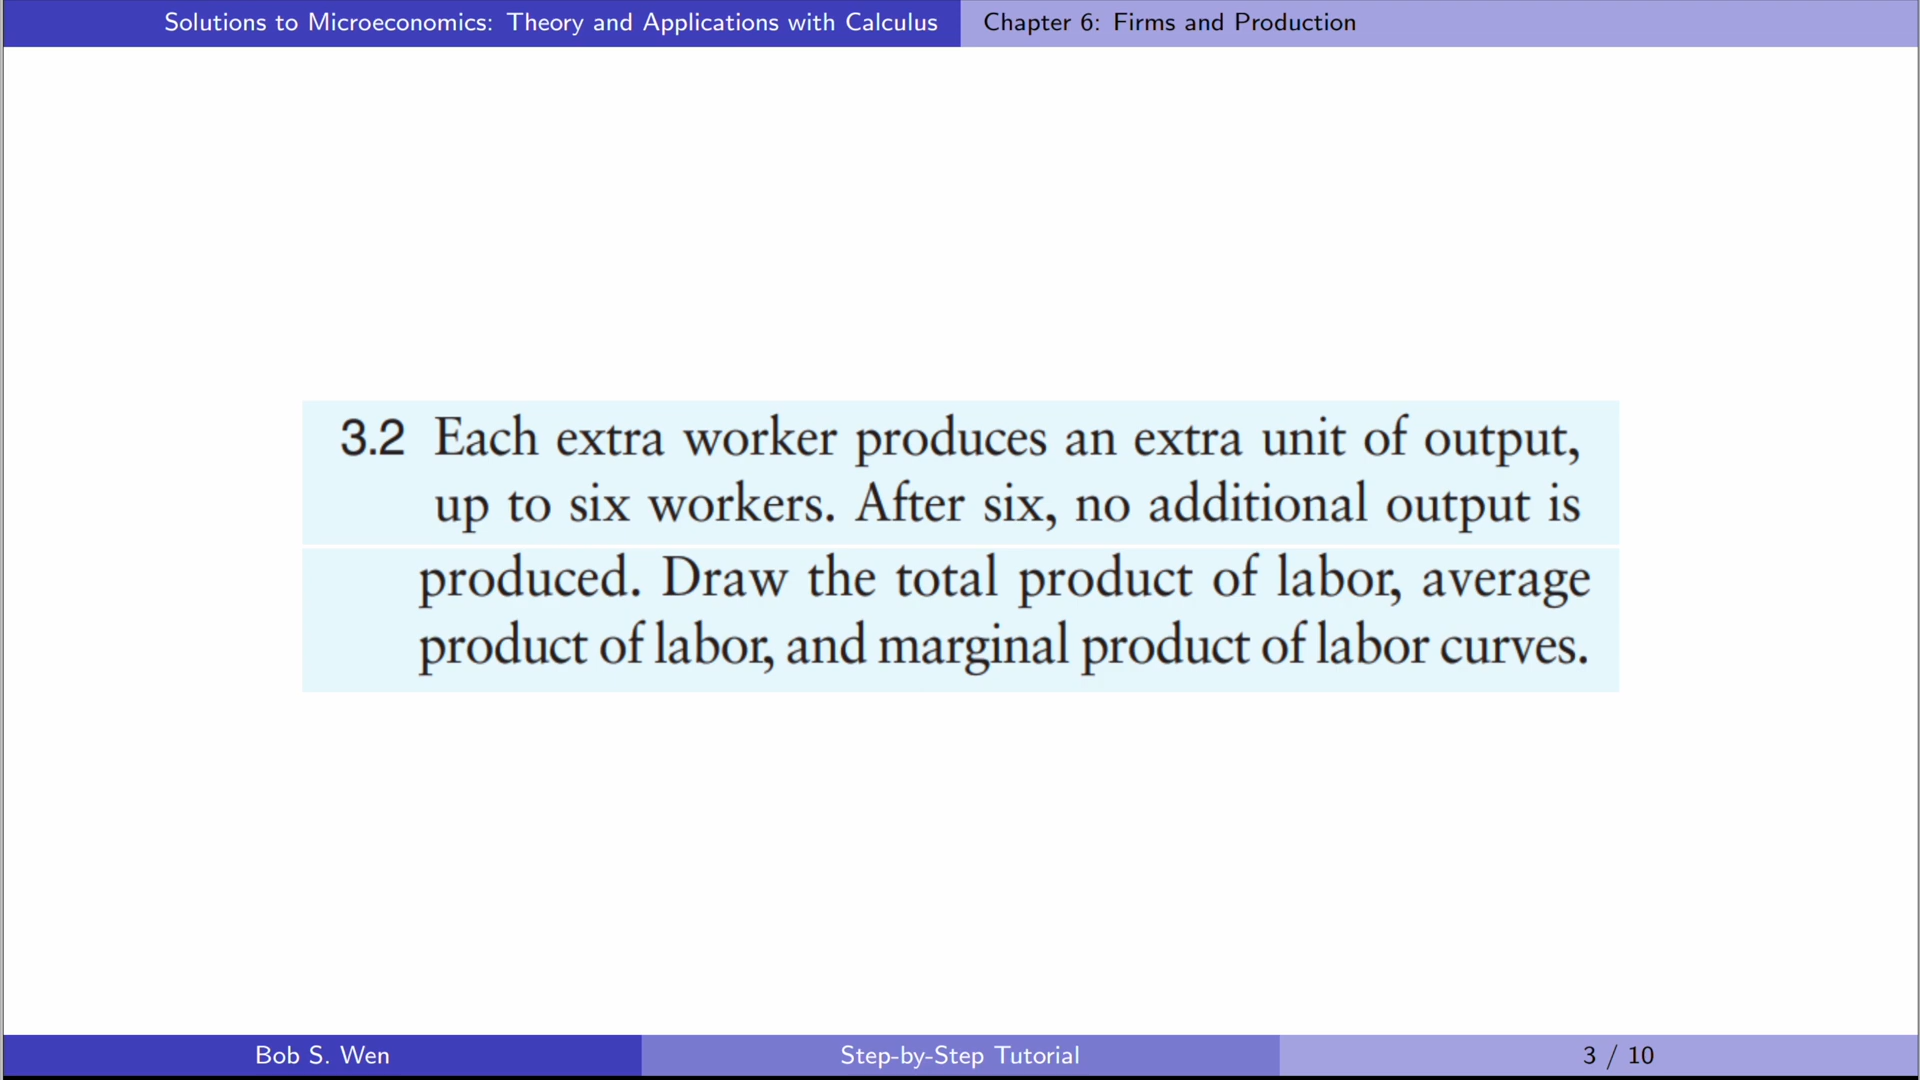 Solutions to Microeconomics: Theory and Applications with Calculus
Chapter 6: Firms and Production
3.2 Each extra worker produces an extra unit of output,
up to six workers. After six, no additional output is
produced. Draw the total product of labor, average
product of labor, and marginal product of labor curves.
Bob S. Wen
Step-by-Step Tutorial
3 / 10